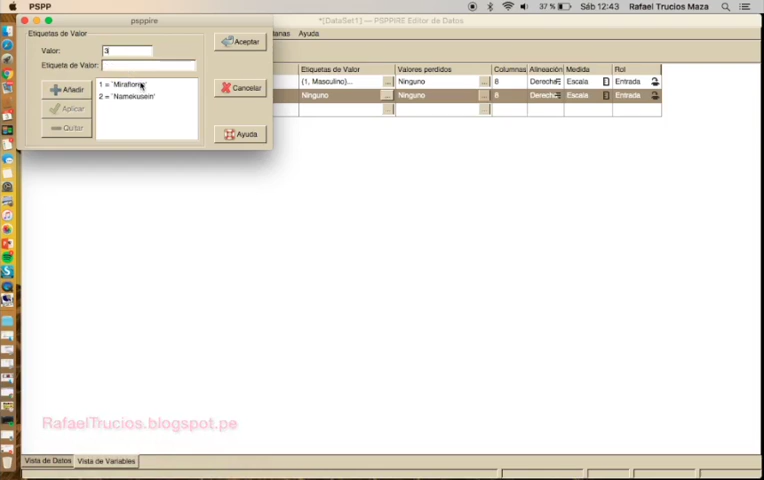 PSPP
37 %
Sáb 12:43
Rafael Trucios Maza
psppire
*[DataSet1] — PSPPIRE Editor de Datos
Etiquetas de Valor
Ayuda
Valor: 3
Aceptar
Etiqueta de Valor:
Añadir
1 = `Miraflores'
2 = `Namekusein'
Cancelar
Aplicar
Quitar
Ayuda
Etiquetas de Valor Valores perdidos Columnas Alineación Medida Rol
{1, Masculino}... Ninguno 8 Derecha Escala Entrada
Ninguno Ninguno 8 Derecha Escala Entrada
RafaelTrucios.blogspot.pe
Vista de Datos Vista de Variables